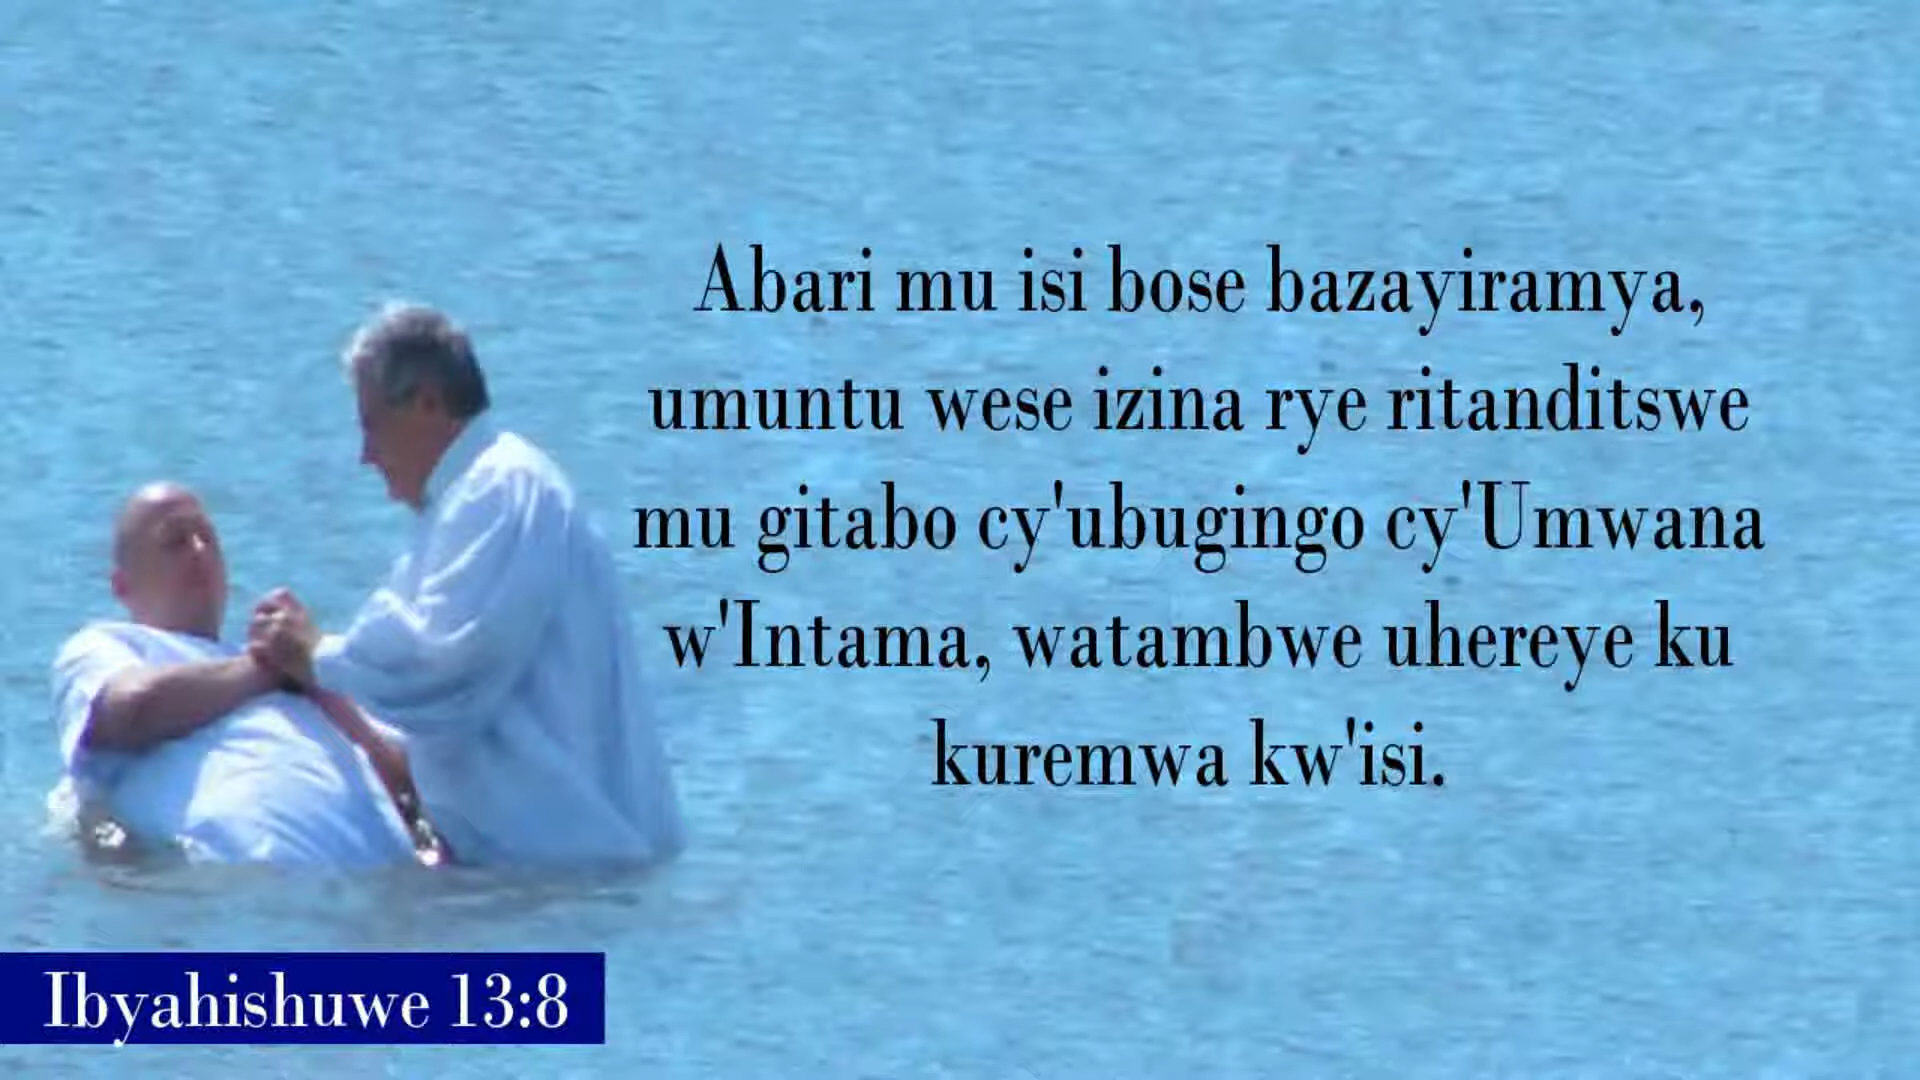 Abari mu isi bose bazayiramya,
umuntu wese izina rye ritanditswe
mu gitabo cy'ubugingo cy'Umwana
w'Intama, watambwe uhereye ku
kuremwa kw'isi.
Ibyahishuwe 13:8